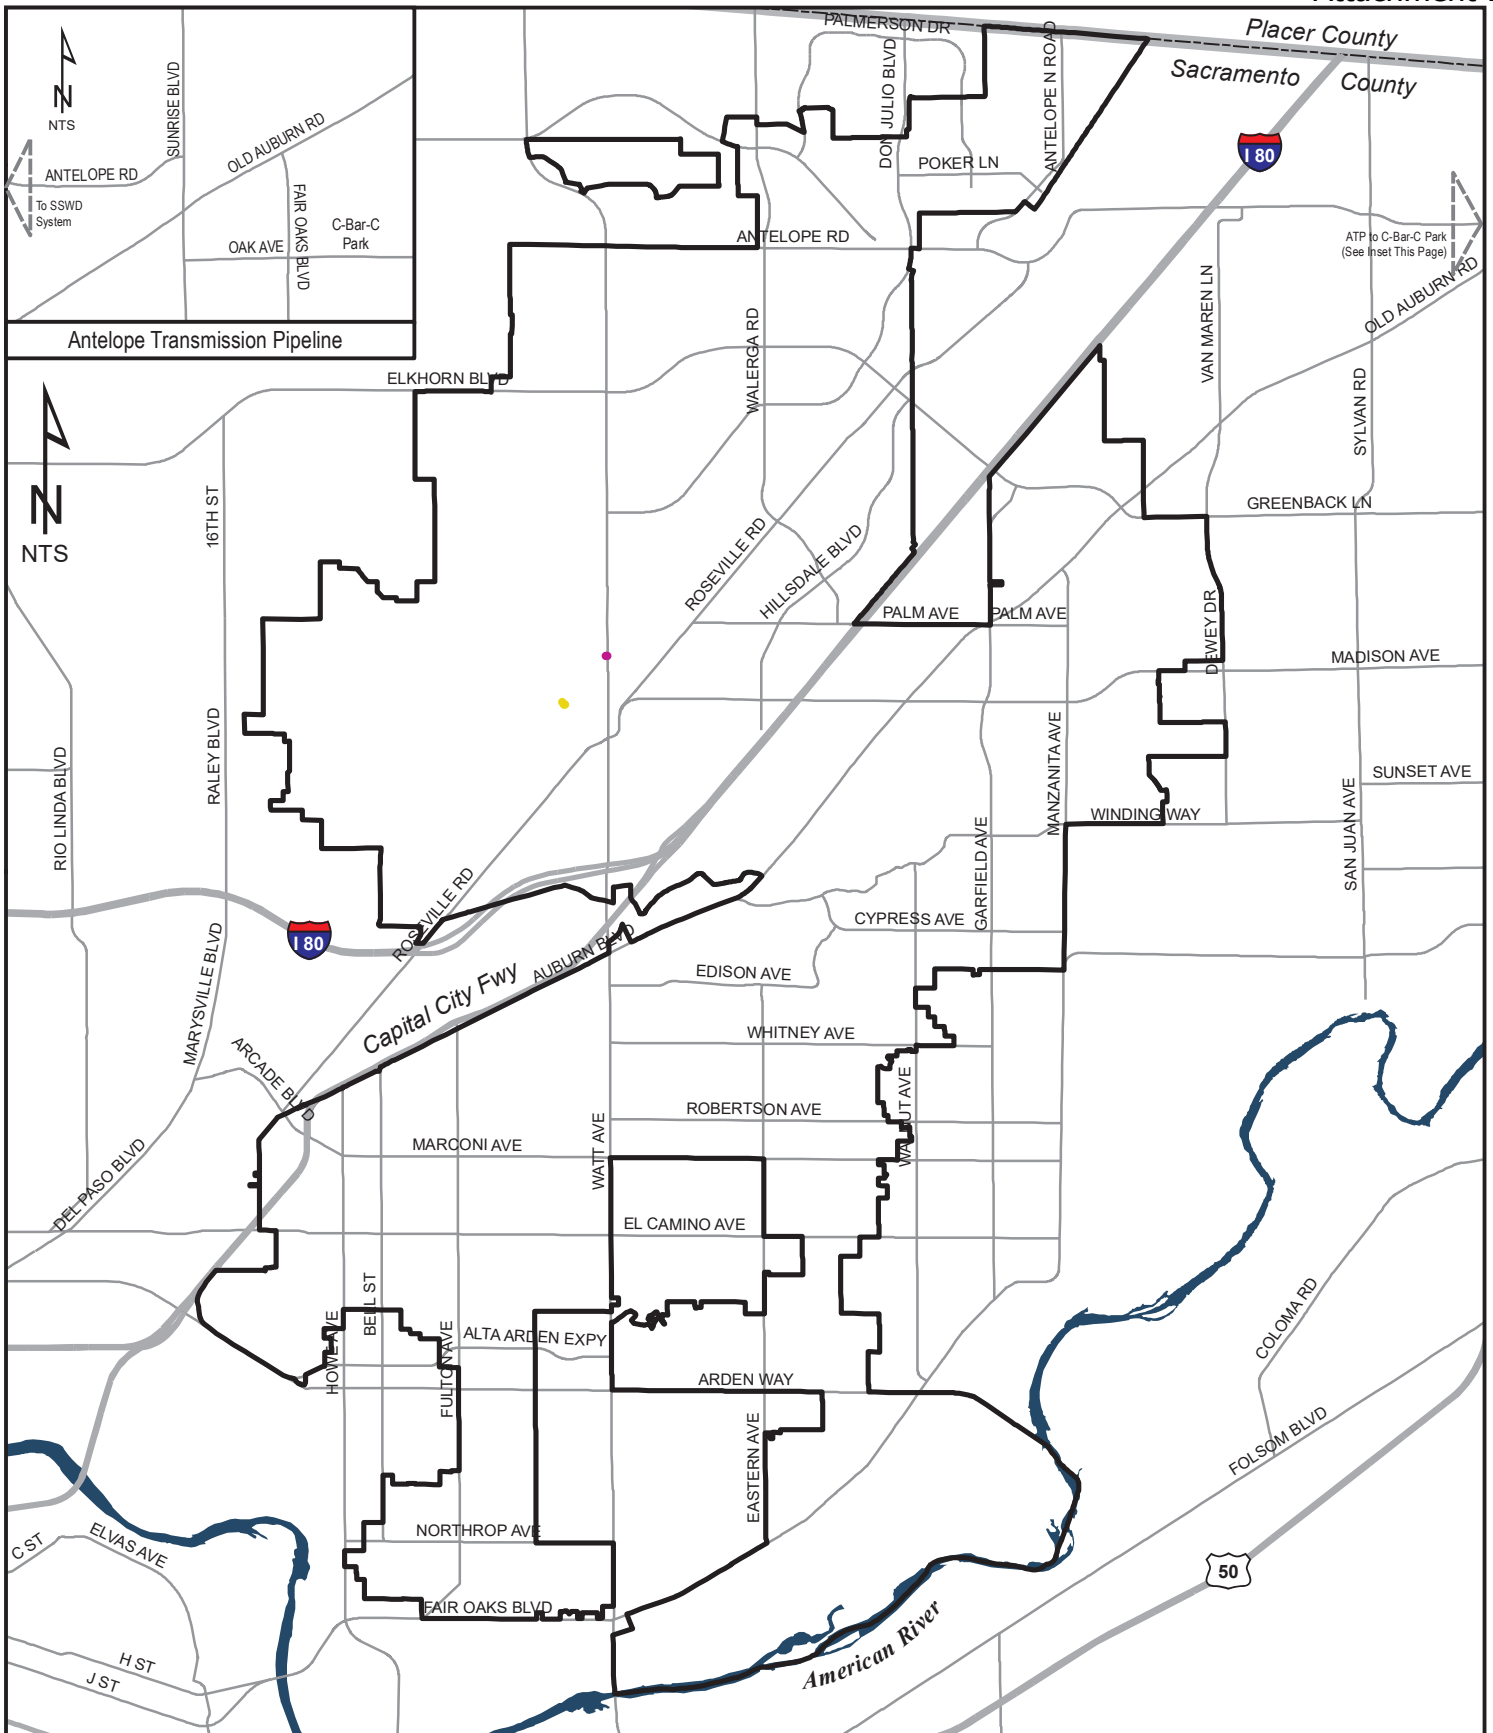 PALMERSON DR
Placer County
Sacramento County
N
NTS
SUNRISE BLVD
OLD AUBURN RD
ANTELOPE RD
To SSWD
System
FAIR OAKS BLVD
C-Bar-C
Park
OAK AVE
Antelope Transmission Pipeline
DON JULIO BLVD
ANTELOPE N ROAD
I 80
POKER LN
ANTELOPE RD
ATP to C-Bar-C Park
(See Inset This Page)
OLD AUBURN RD
VAN MAREN LN
WALERGA RD
ELKHORN BLVD
SYLVAN RD
N
NTS
16TH ST
GREENBACK LN
ROSEVILLE RD
HILLSDALE BLVD
PALM AVE
PALM AVE
DEWEY DR
MADISON AVE
RALEY BLVD
RIO LINDA BLVD
MANZANITA AVE
SUNSET AVE
WINDING WAY
SAN JUAN AVE
GARFIELD AVE
ROSEVILLE RD
CYPRESS AVE
I 80
AUBURN BLVD
EDISON AVE
MARYSVILLE BLVD
Capital City Fwy
WHITNEY AVE
ARCADE BLVD
WALNUT AVE
ROBERTSON AVE
WATT AVE
MARCONI AVE
DEL PASO BLVD
EL CAMINO AVE
BELL ST
HOWE AVE
FULTON AVE
ALTA ARDEN EXPY
COLOMA RD
ARDEN WAY
EASTERN AVE
FOLSOM BLVD
NORTHROP AVE
C ST
ELVAS AVE
50
FAIR OAKS BLVD
American River
H ST
J ST